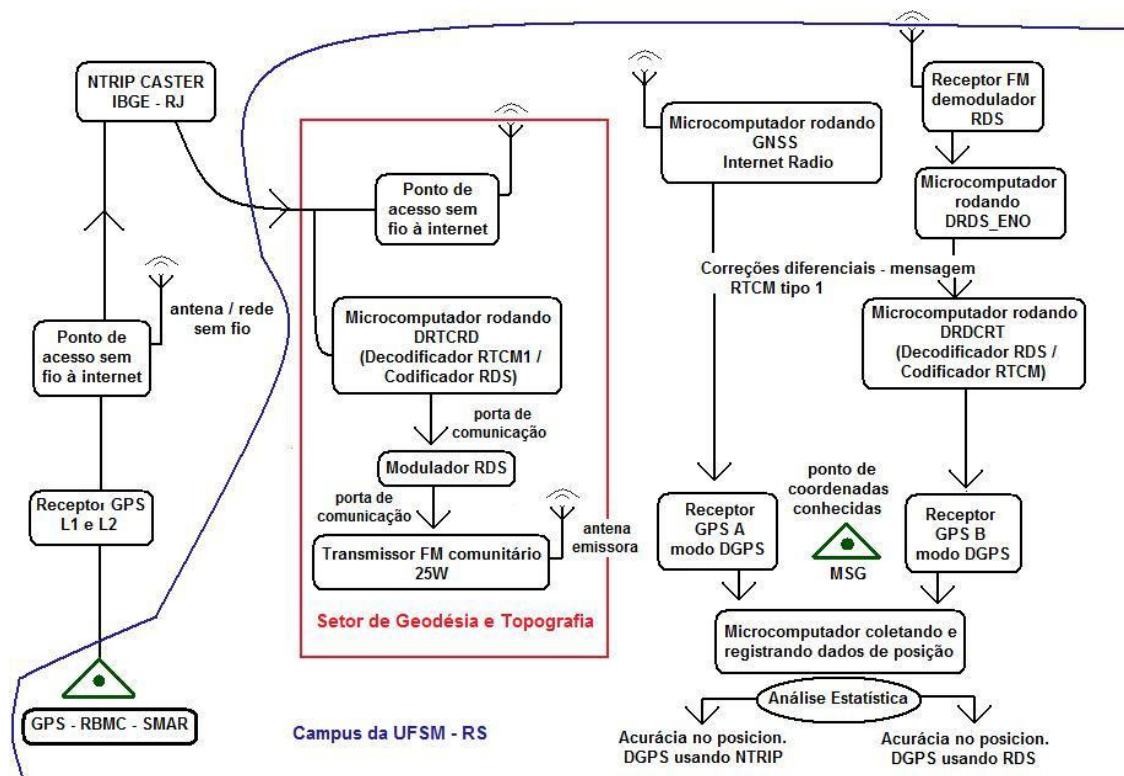 NTRIP CASTER
IBGE - RJ
antena / rede
sem fio
Ponto de
acesso sem
fio à internet
Receptor GPS
L1 e L2
GPS - RBMC - SMAR
Ponto de
acesso sem
fio à internet
Microcomputador rodando
DRTCRD
(Decodificador RTCM1 /
Codificador RDS)
porta de
comunicação
Modulador RDS
porta de
comunicação
antena
emissora
Transmissor FM comunitário
25W
Setor de Geodésia e Topografia
Campus da UFSM - RS
Microcomputador rodando
GNSS
Internet Radio
Receptor FM
demodulador
RDS
Microcomputador
rodando
DRDS_ENO
Correções diferenciais - mensagem
RTCM tipo 1
Microcomputador rodando
DRDCRT
(Decodificador RDS /
Codificador RTCM)
Receptor
GPS A
modo DGPS
ponto de
coordenadas
conhecidas
MSG
Receptor
GPS B
modo DGPS
Microcomputador coletando e
registrando dados de posição
Análise Estatística
Acurácia no posicion.
DGPS usando NTRIP
Acurácia no posicion.
DGPS usando RDS